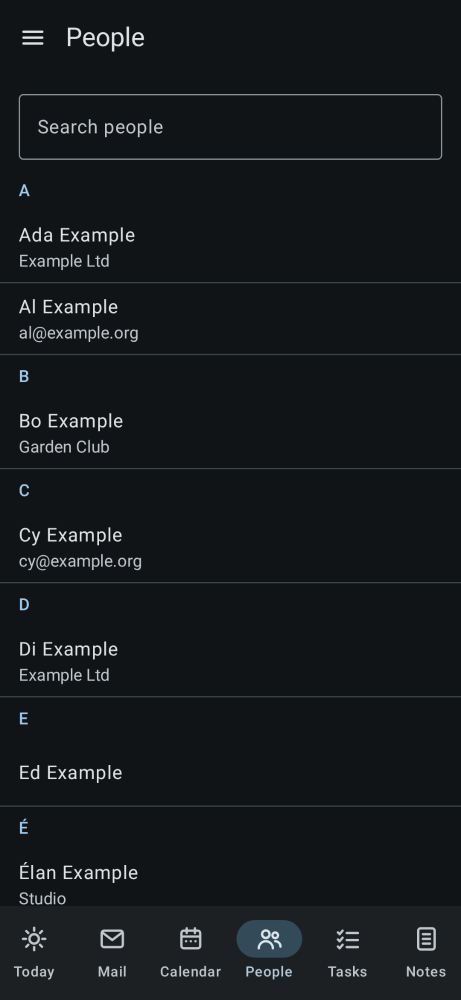 People
Search people
A
Ada Example
Example Ltd
Al Example
al@example.org
B
Bo Example
Garden Club
C
Cy Example
cy@example.org
D
Di Example
Example Ltd
E
Ed Example
É
Élan Example
Studio
Today Mail Calendar People Tasks Notes